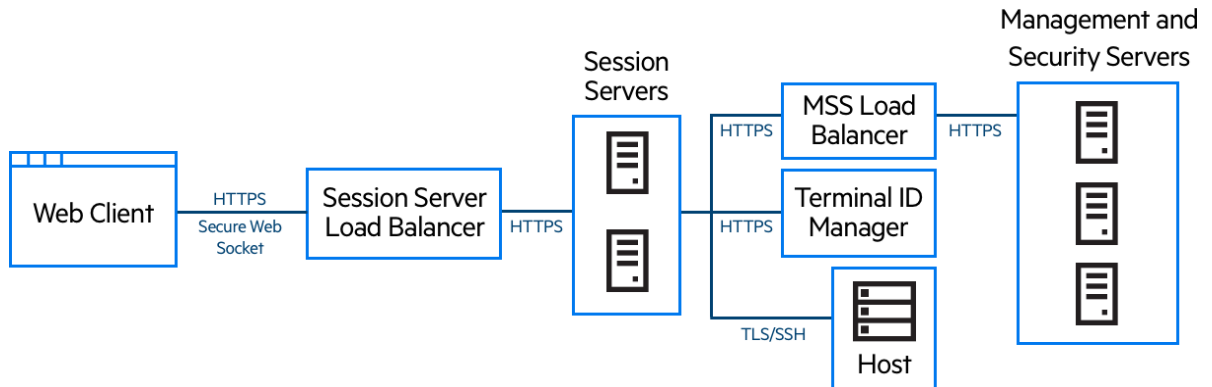 Management and
Security Servers
Session
Servers
MSS Load
Balancer
HTTPS
HTTPS
Web Client
HTTPS
Secure Web
Socket
Session Server
Load Balancer
HTTPS
Terminal ID
Manager
HTTPS
TLS/SSH
Host